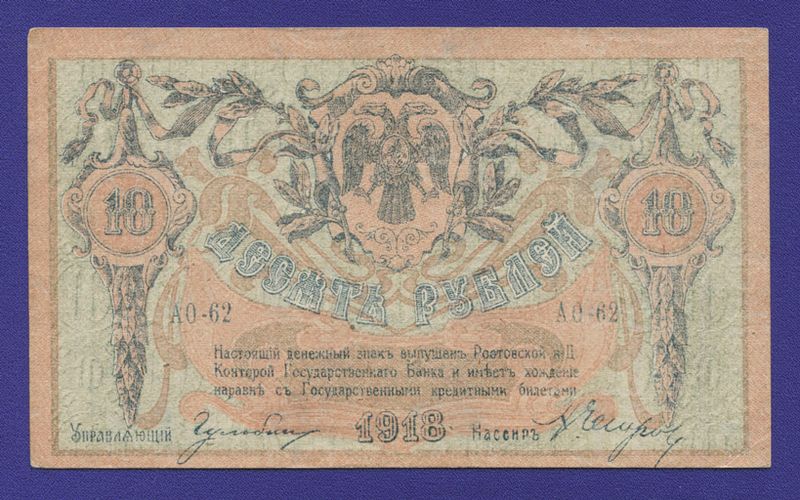 10 10
ДЕСЯТЬ РУБЛЕЙ
АО-62 АО-62
Настоящій денежный знакъ выпущенъ Ростовской н/Д
Конторой Государственнаго Банка и имѣетъ хожденіе
наравнѣ съ Государственными кредитными билетами
Управляющій 1918 Кассиръ